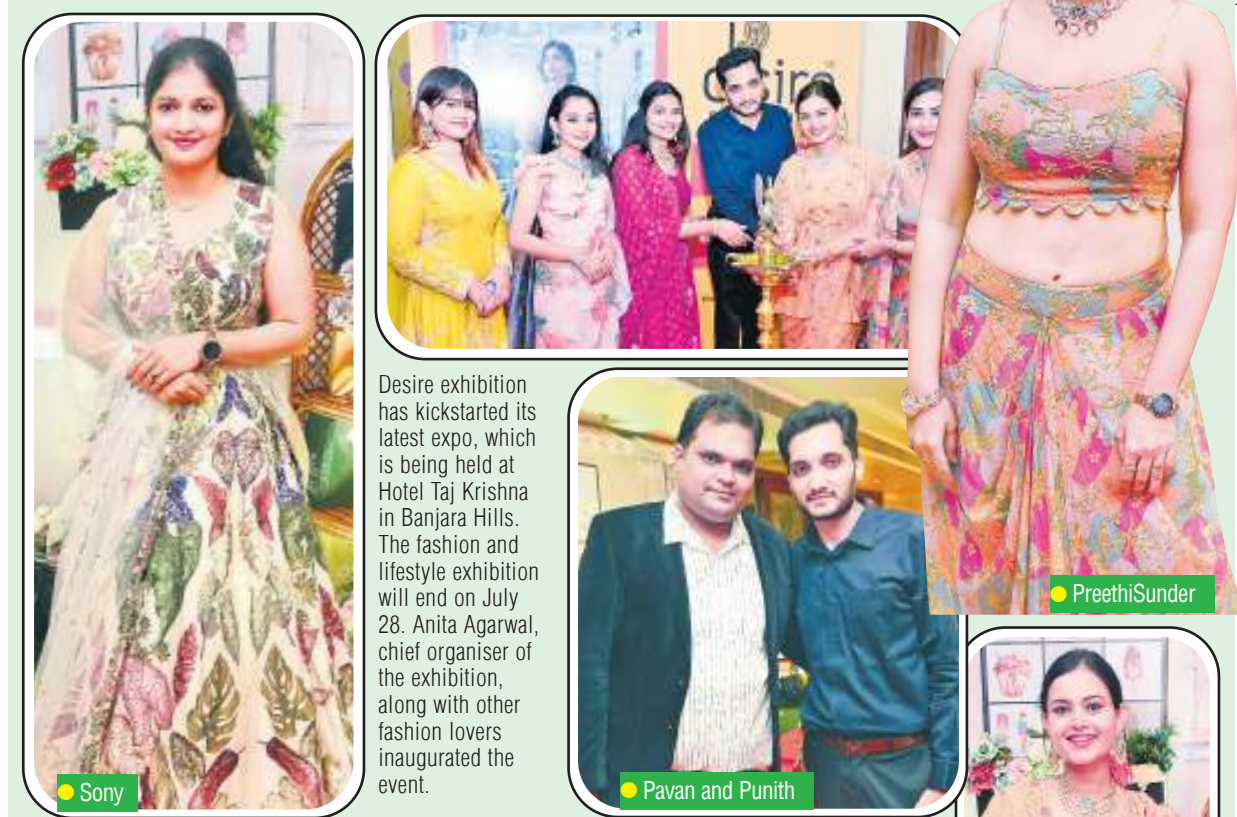 Desire exhibition
has kickstarted its
latest expo, which
is being held at
Hotel Taj Krishna
in Banjara Hills.
The fashion and
lifestyle exhibition
will end on July
28. Anita Agarwal,
chief organiser of
the exhibition,
along with other
fashion lovers
inaugurated the
event.
Sony
Pavan and Punith
PreethiSunder